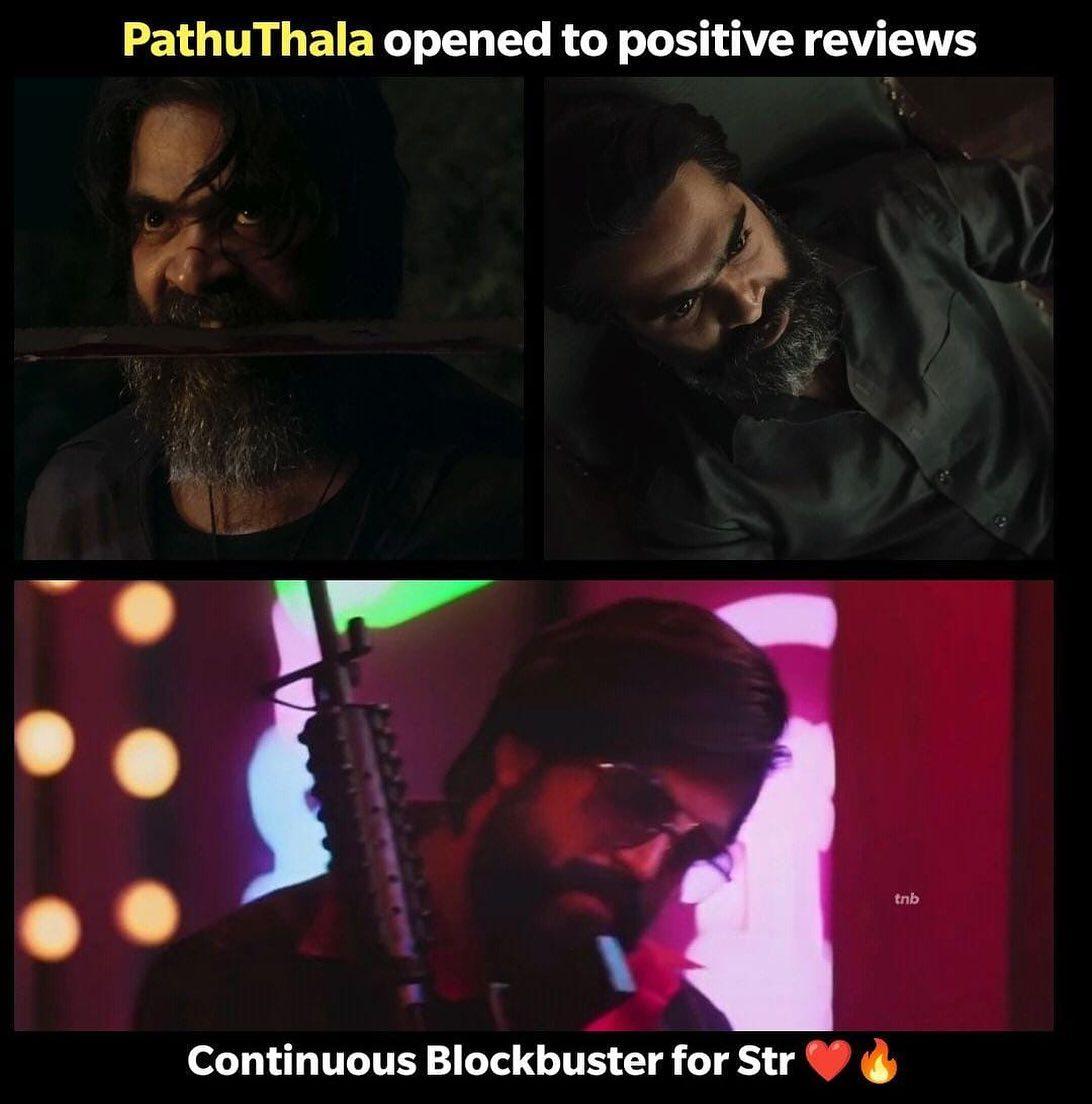 PathuThala opened to positive reviews
tnb
Continuous Blockbuster for Str ❤️🔥